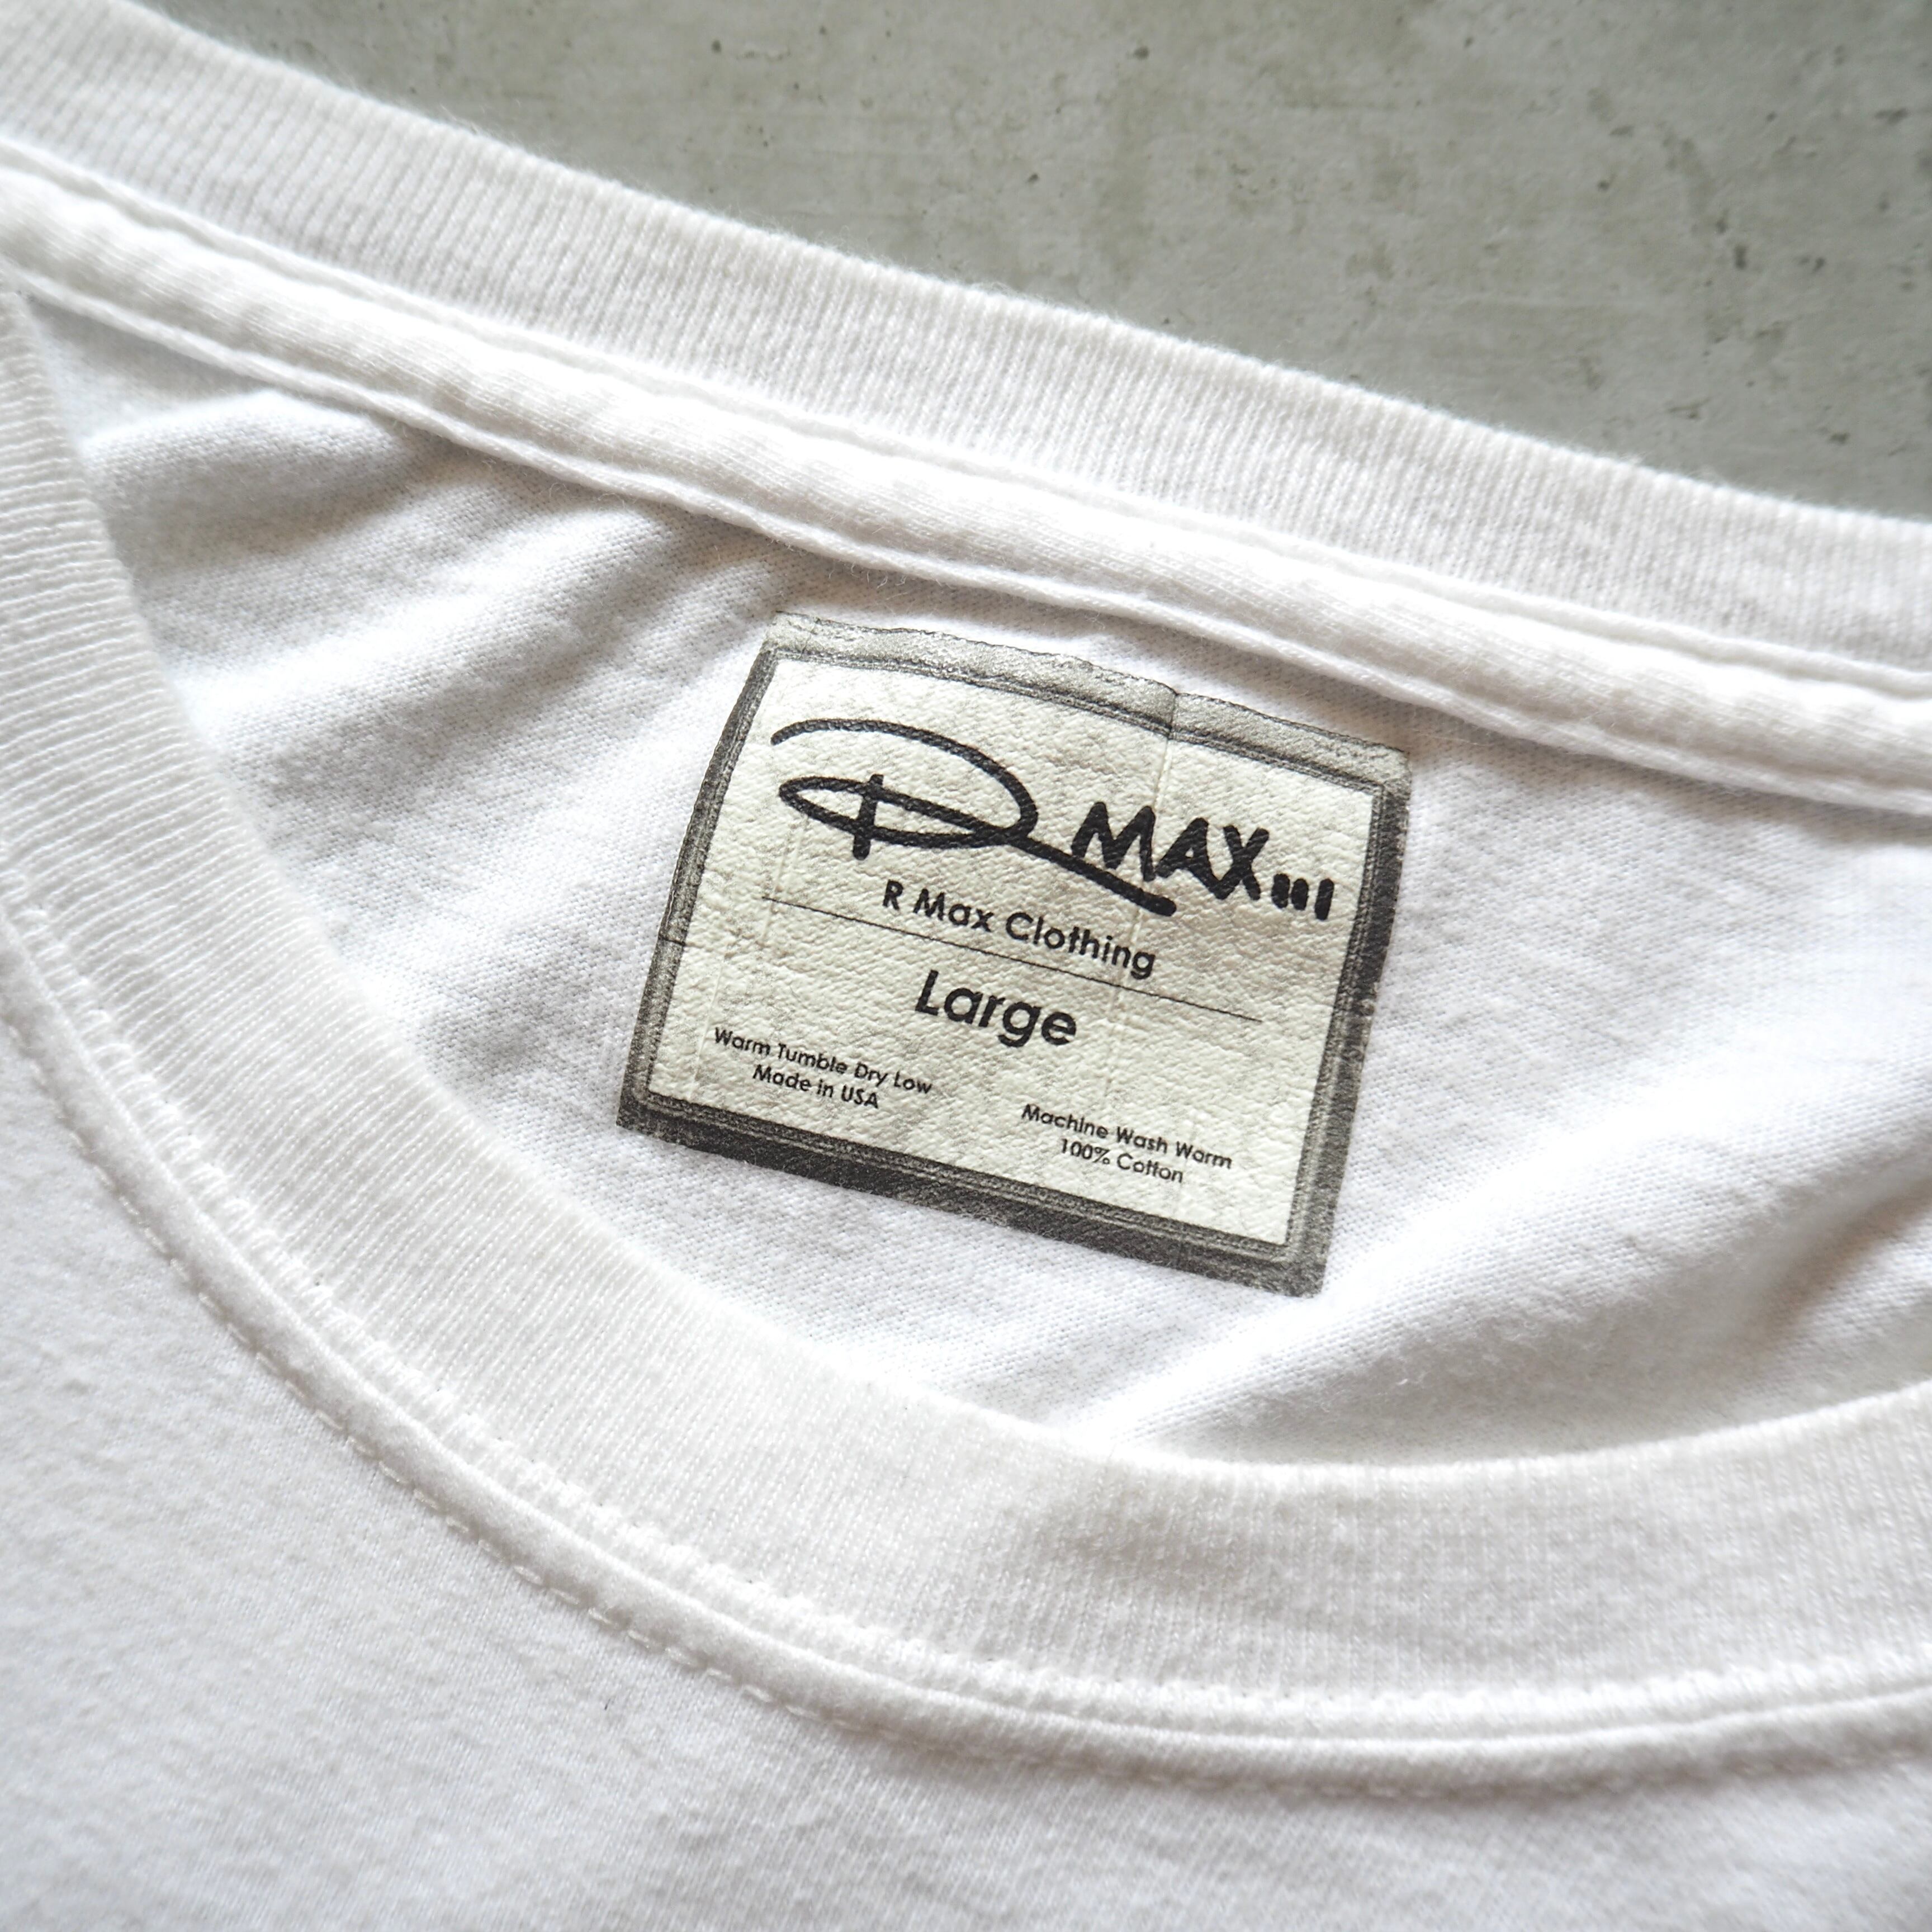 R MAX...
R Max Clothing
Large
Warm Tumble Dry Low
Made in USA
Machine Wash Warm
100% Cotton